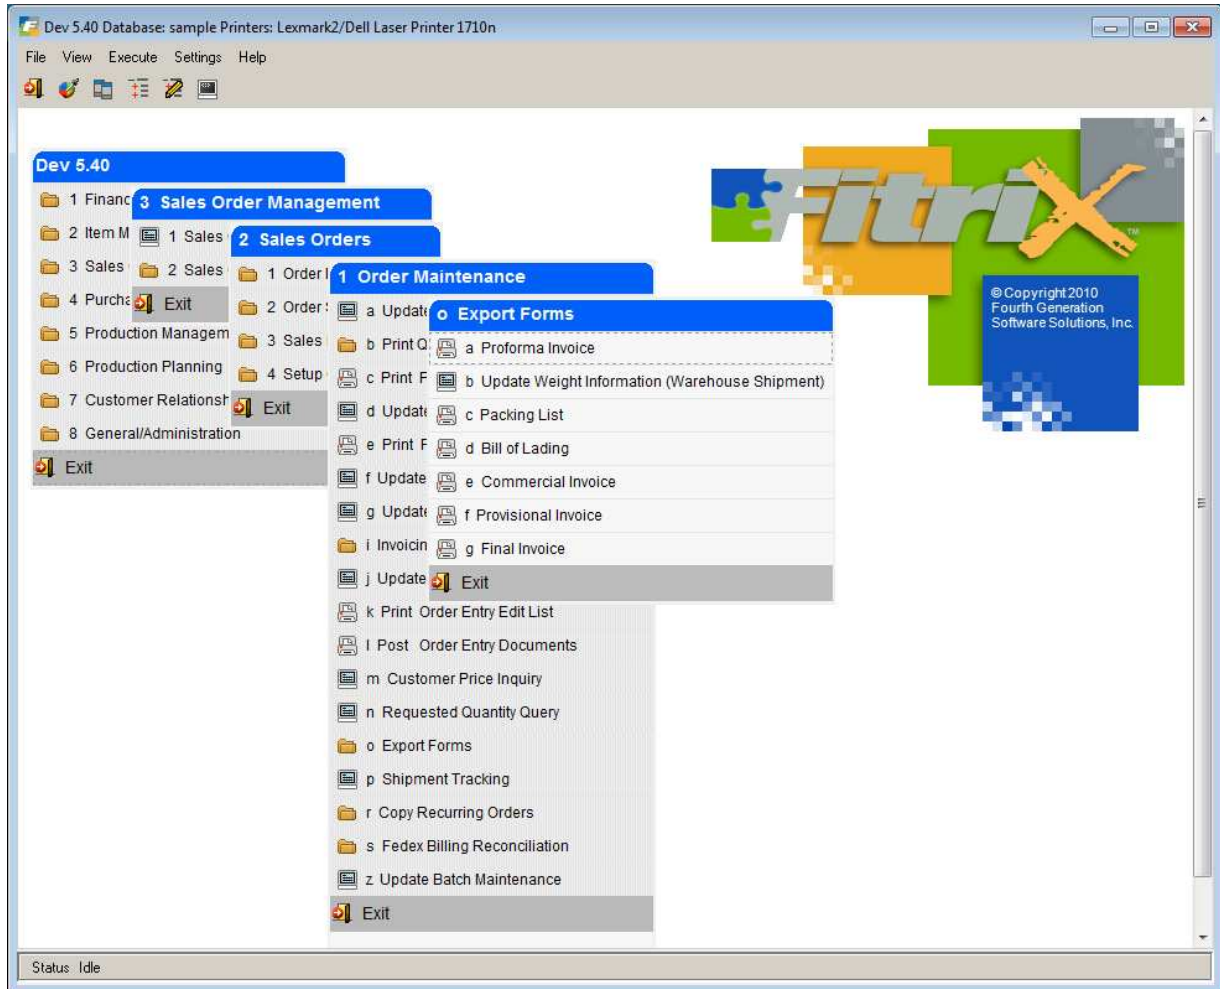 Dev 5.40 Database: sample Printers: Lexmark2/Dell Laser Printer 1710n
File View Execute Settings Help
Fitrix
TM
©Copyright 2010
Fourth Generation
Software Solutions, Inc.
Dev 5.40
1 Financ
2 Item M
3 Sales
4 Purcha
5 Production Managem
6 Production Planning
7 Customer Relations
8 General/Administration
Exit
3 Sales Order Management
1 Sales
2 Sales
Exit
2 Sales Orders
1 Order
2 Order
3 Sales
4 Setup
Exit
1 Order Maintenance
a Update
b Print Q
c Print
d Update
e Print
f Update
g Update
i Invoicin
j Update
k Print Order Entry Edit List
l Post Order Entry Documents
m Customer Price Inquiry
n Requested Quantity Query
o Export Forms
p Shipment Tracking
r Copy Recurring Orders
s Fedex Billing Reconciliation
z Update Batch Maintenance
Exit
o Export Forms
a Proforma Invoice
b Update Weight Information (Warehouse Shipment)
c Packing List
d Bill of Lading
e Commercial Invoice
f Provisional Invoice
g Final Invoice
Exit
Status Idle